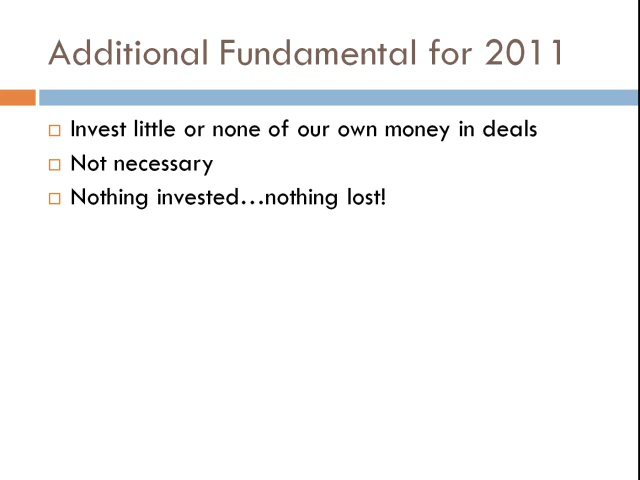 Additional Fundamental for 2011
Invest little or none of our own money in deals
Not necessary
Nothing invested...nothing lost!